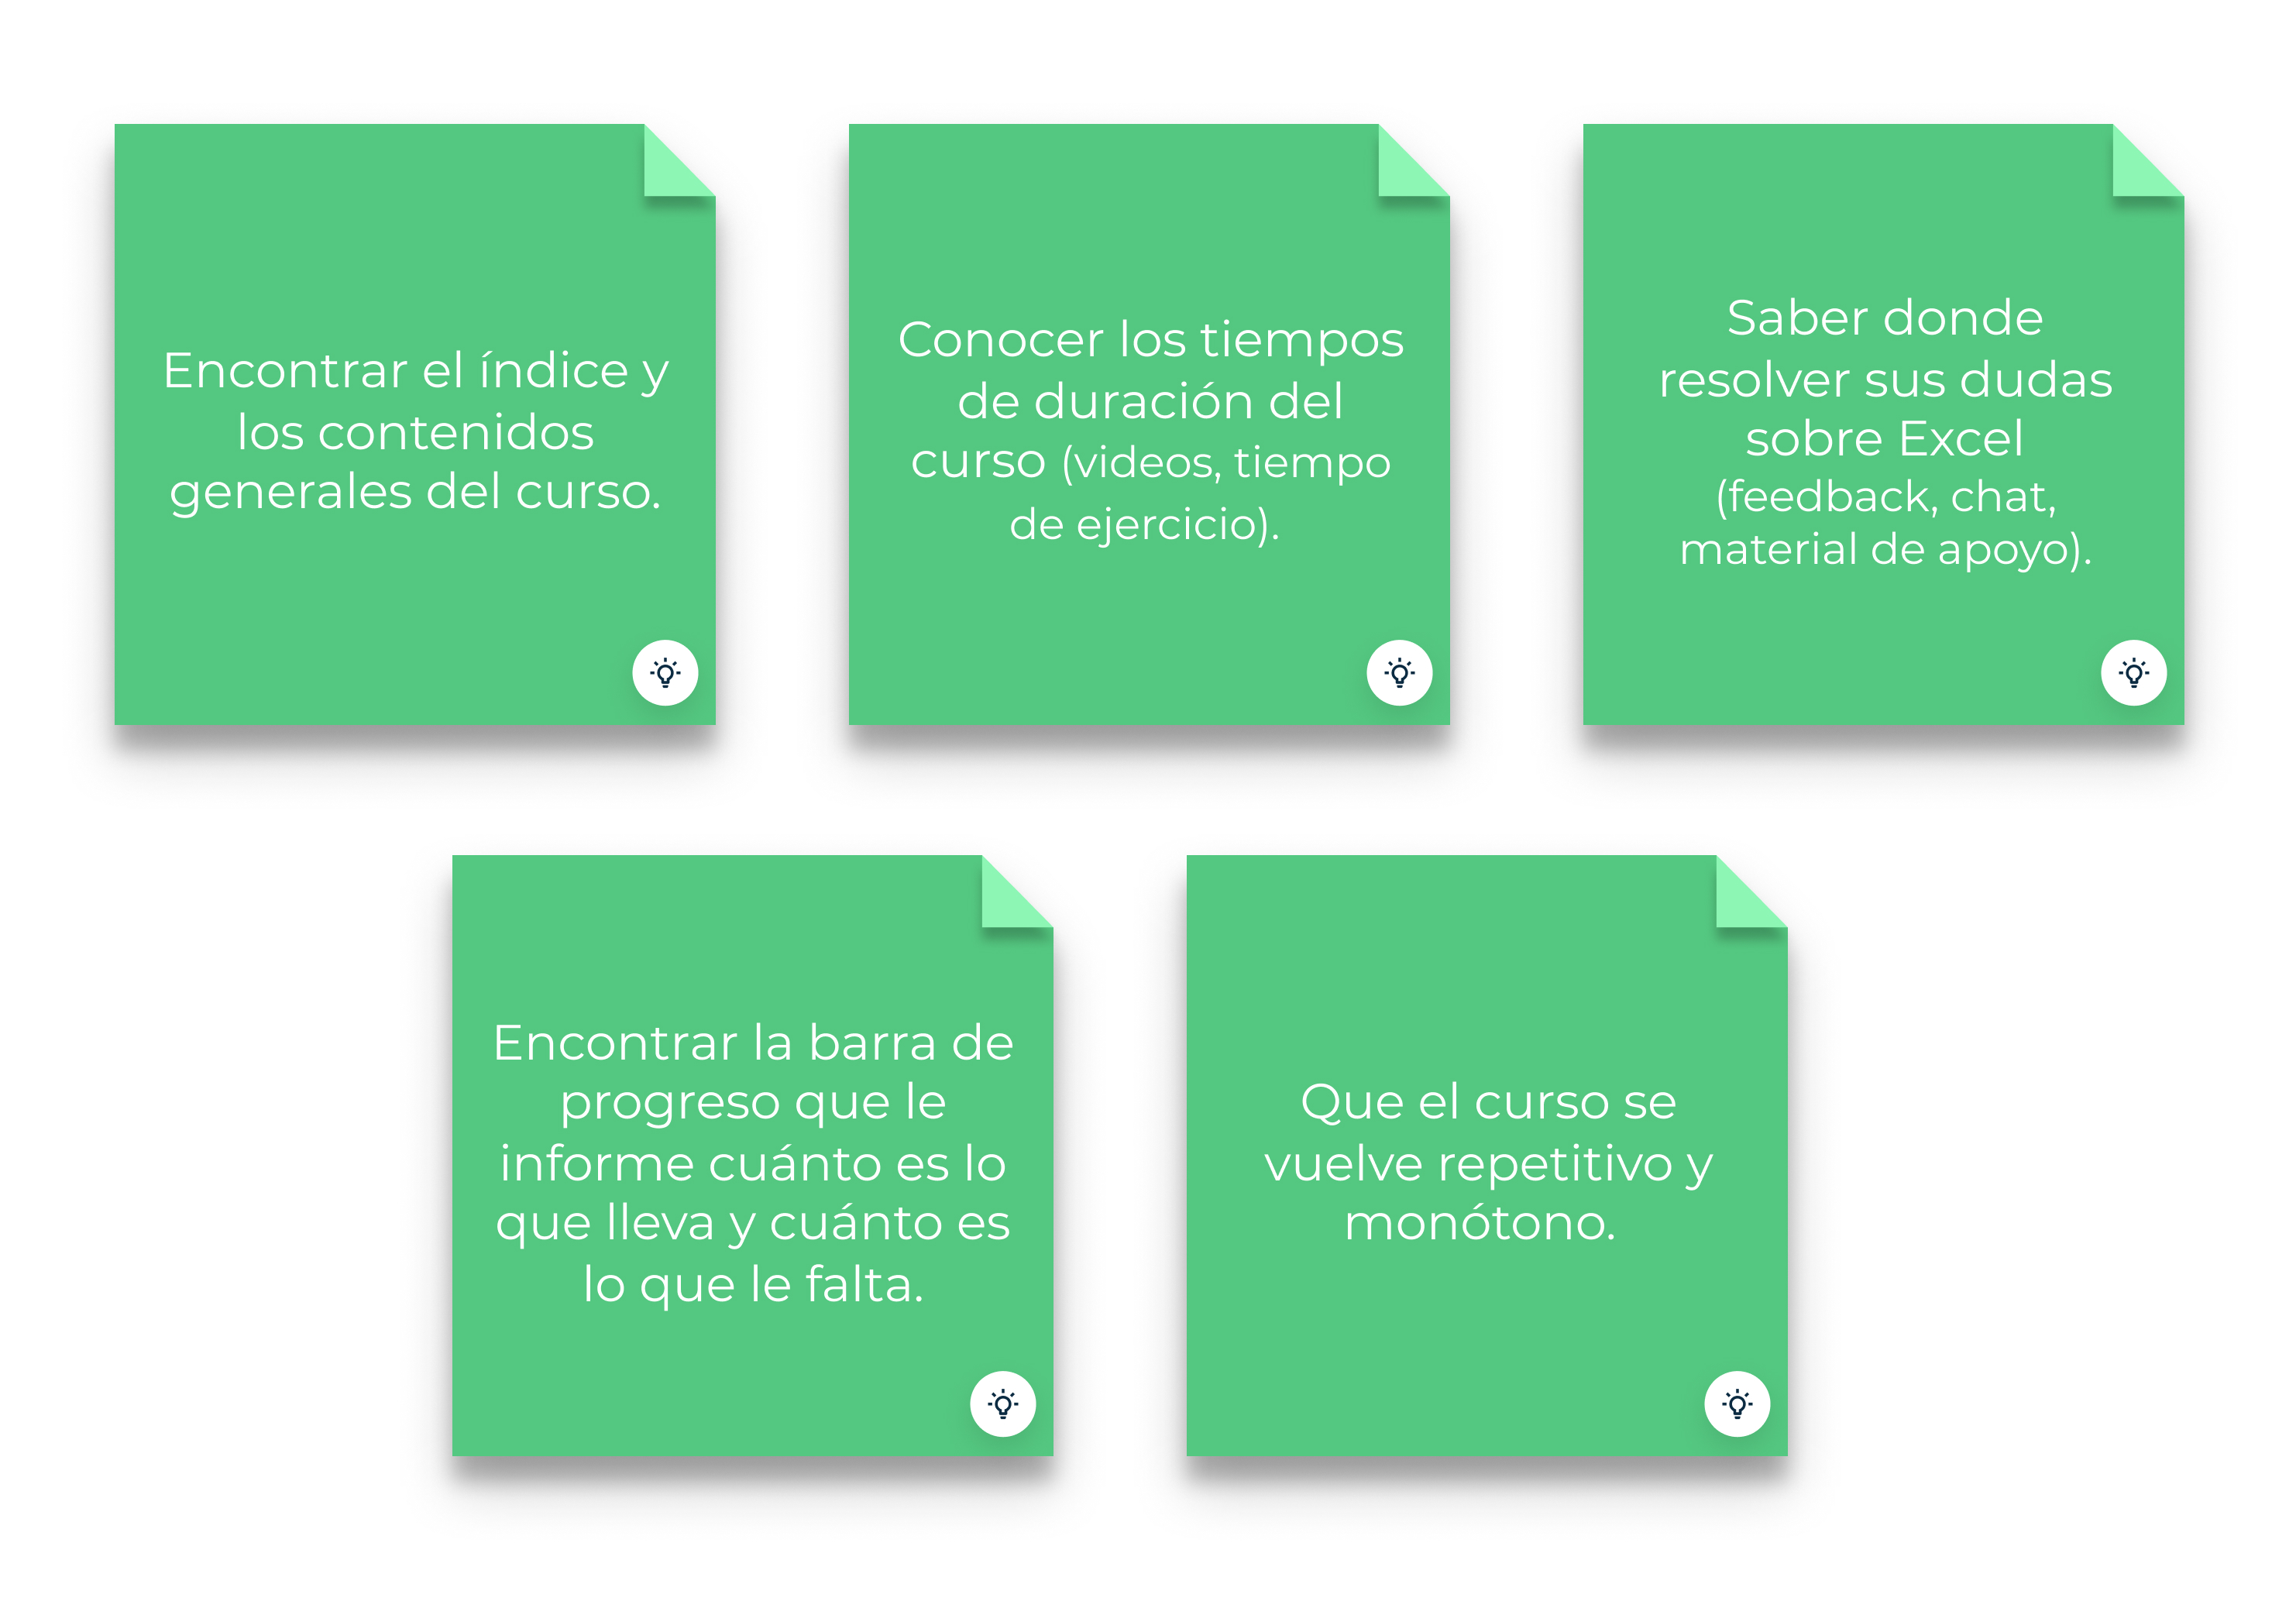 Encontrar el índice y
los contenidos
generales del curso.
Conocer los tiempos
de duración del
curso (videos, tiempo
de ejercicio).
Saber donde
resolver sus dudas
sobre Excel
(feedback, chat,
material de apoyo).
Encontrar la barra de
progreso que le
informe cuánto es lo
que lleva y cuánto es
lo que le falta.
Que el curso se
vuelve repetitivo y
monótono.